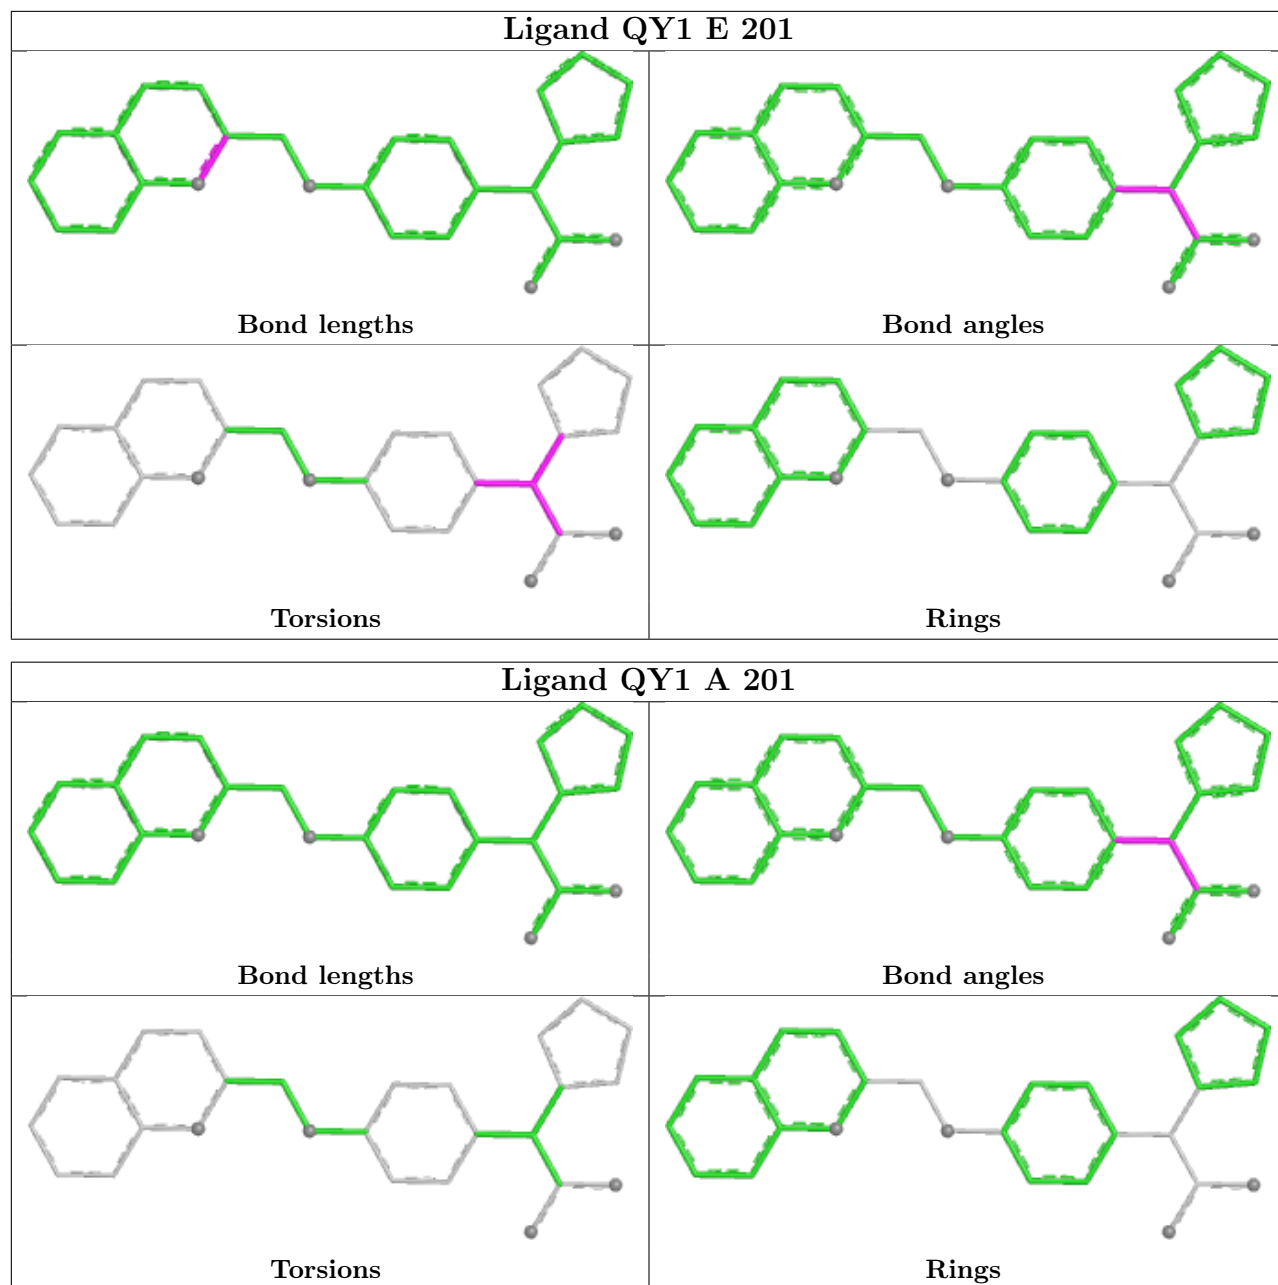 Ligand QY1 E 201
Bond lengths
Bond angles
Torsions
Rings
Ligand QY1 A 201
Bond lengths
Bond angles
Torsions
Rings